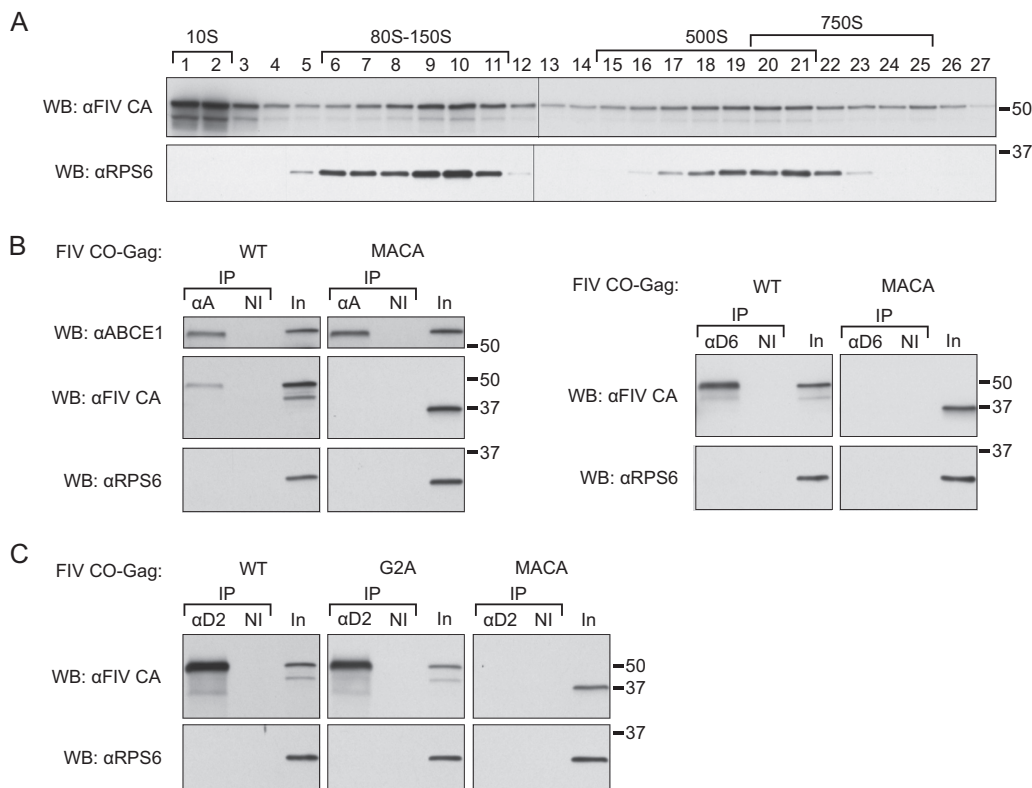 A
10S 80S-150S 500S 750S
1 2 3 4 5 6 7 8 9 10 11 12 13 14 15 16 17 18 19 20 21 22 23 24 25 26 27
WB: αFIV CA 50
37
WB: αRPS6
B
FIV CO-Gag: WT MACA
IP IP
αA NI In αA NI In
WB: αABCE1
50
WB: αFIV CA 50
37
37
WB: αRPS6
FIV CO-Gag: WT MACA
IP IP
αD6 NI In αD6 NI In
WB: αFIV CA 50
37
37
WB: αRPS6
C
FIV CO-Gag: WT G2A MACA
IP IP IP
αD2 NI In αD2 NI In αD2 NI In
WB: αFIV CA 50
37
37
WB: αRPS6